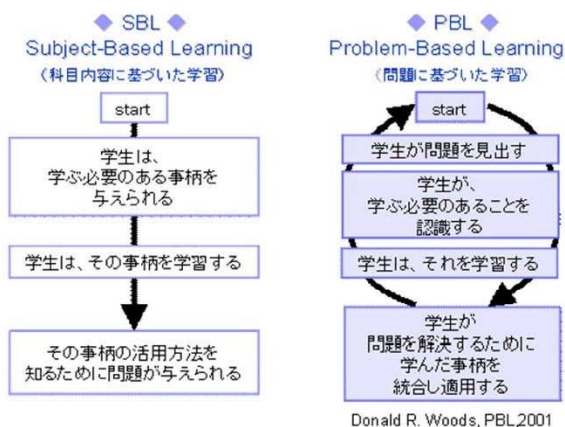 ◆ SBL ◆
Subject-Based Learning
(科目内容に基づいた学習)
start
学生は、
学ぶ必要のある事柄を
与えられる
学生は、その事柄を学習する
その事柄の活用方法を
知るために問題が与えられる
◆ PBL ◆
Problem-Based Learning
(問題に基づいた学習)
start
学生が問題を見出す
学生が、
学ぶ必要のあることを
認識する
学生は、それを学習する
学生が
問題を解決するために
学んだ事柄を
統合し適用する
Donald R. Woods, PBL,2001